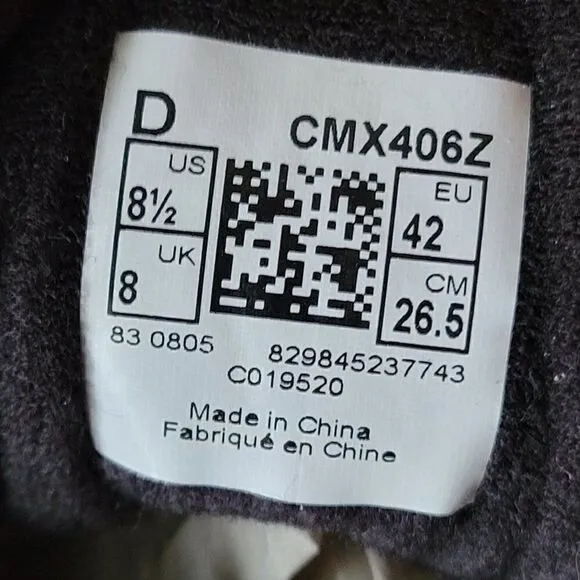 D CMX406Z
US
8½
UK
8
EU
42
CM
26.5
83 0805 829845237743
C019520
Made in China
Fabriqué en Chine